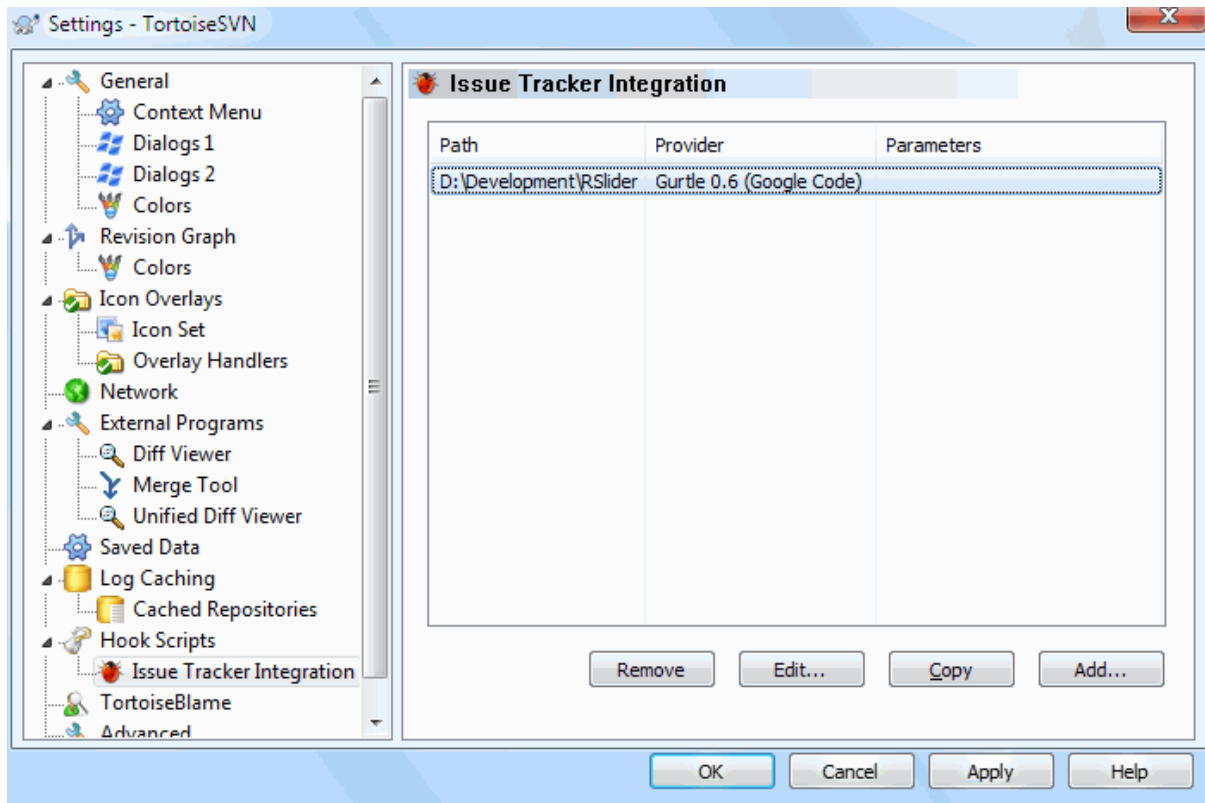 Settings - TortoiseSVN
General
Context Menu
Dialogs 1
Dialogs 2
Colors
Revision Graph
Colors
Icon Overlays
Icon Set
Overlay Handlers
Network
External Programs
Diff Viewer
Merge Tool
Unified Diff Viewer
Saved Data
Log Caching
Cached Repositories
Hook Scripts
Issue Tracker Integration
TortoiseBlame
Advanced
Issue Tracker Integration
Path Provider Parameters
D:\Development\RSlider Gurtle 0.6 (Google Code)
Remove Edit... Copy Add...
OK Cancel Apply Help